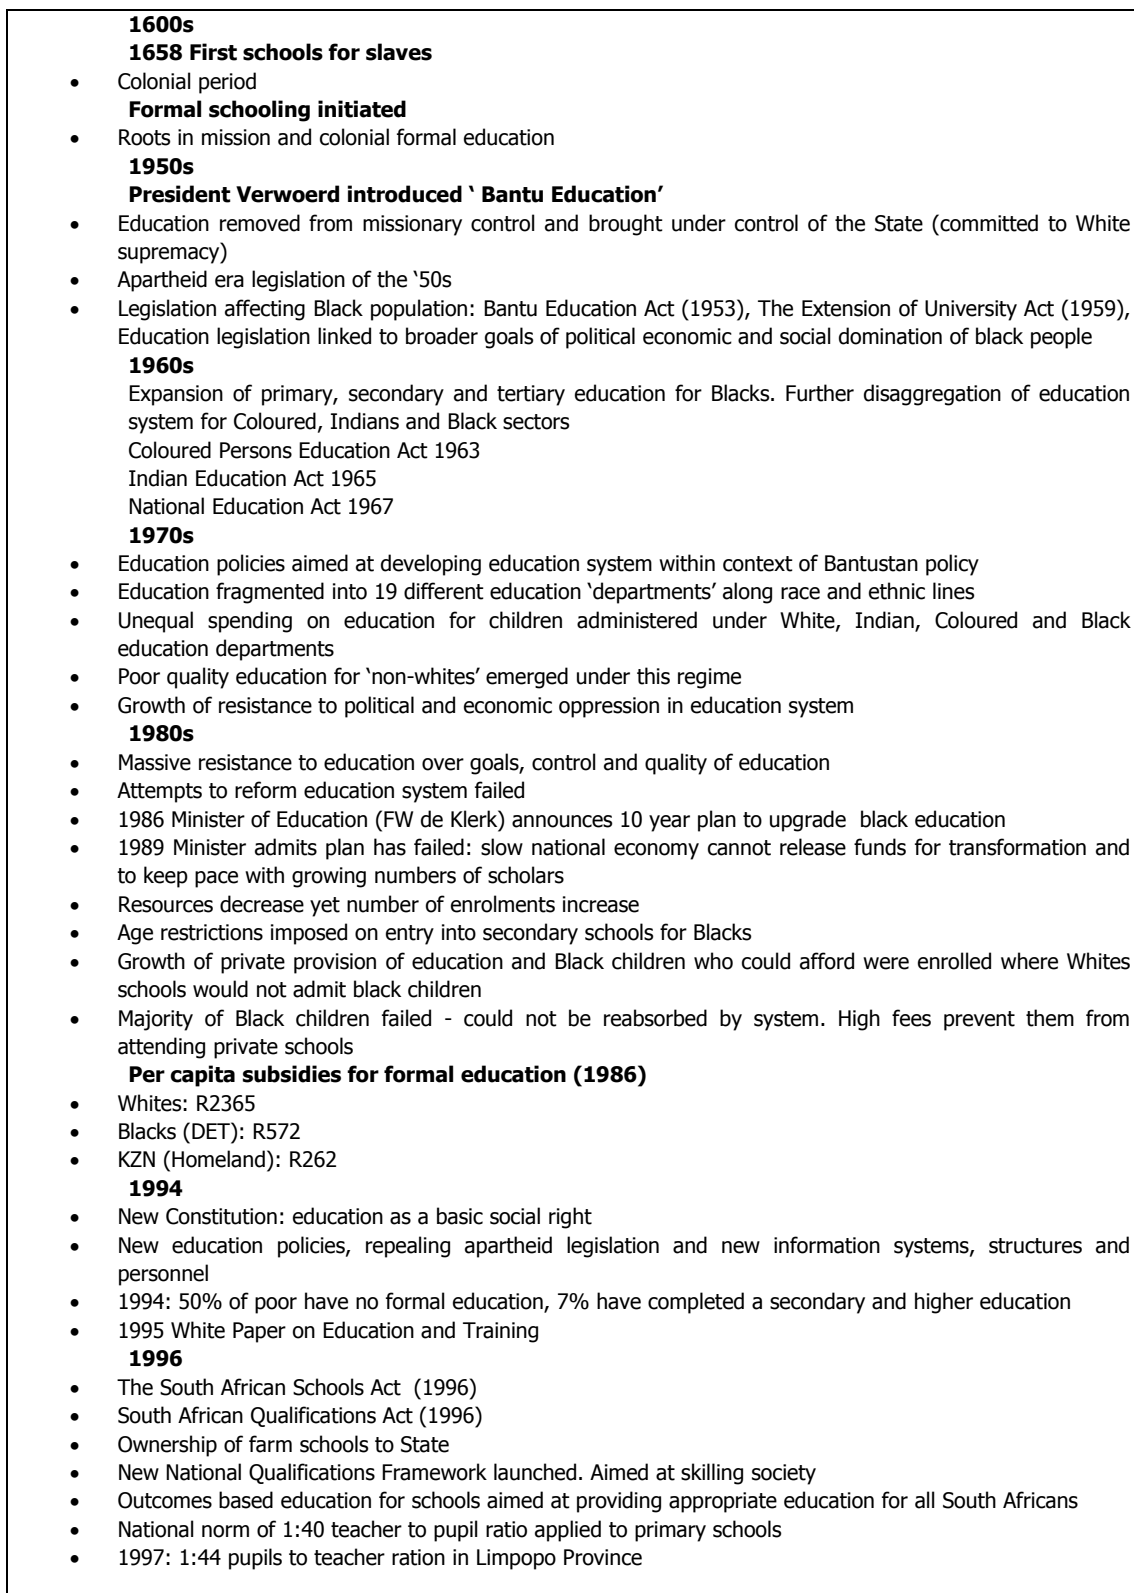 1600s
1658 First schools for slaves
• Colonial period
Formal schooling initiated
• Roots in mission and colonial formal education
1950s
President Verwoerd introduced ‘ Bantu Education’
• Education removed from missionary control and brought under control of the State (committed to White
supremacy)
• Apartheid era legislation of the ‘50s
• Legislation affecting Black population: Bantu Education Act (1953), The Extension of University Act (1959),
Education legislation linked to broader goals of political economic and social domination of black people
1960s
Expansion of primary, secondary and tertiary education for Blacks. Further disaggregation of education
system for Coloured, Indians and Black sectors
Coloured Persons Education Act 1963
Indian Education Act 1965
National Education Act 1967
1970s
• Education policies aimed at developing education system within context of Bantustan policy
• Education fragmented into 19 different education ‘departments’ along race and ethnic lines
• Unequal spending on education for children administered under White, Indian, Coloured and Black
education departments
• Poor quality education for ‘non-whites’ emerged under this regime
• Growth of resistance to political and economic oppression in education system
1980s
• Massive resistance to education over goals, control and quality of education
• Attempts to reform education system failed
• 1986 Minister of Education (FW de Klerk) announces 10 year plan to upgrade black education
• 1989 Minister admits plan has failed: slow national economy cannot release funds for transformation and
to keep pace with growing numbers of scholars
• Resources decrease yet number of enrolments increase
• Age restrictions imposed on entry into secondary schools for Blacks
• Growth of private provision of education and Black children who could afford were enrolled where Whites
schools would not admit black children
• Majority of Black children failed - could not be reabsorbed by system. High fees prevent them from
attending private schools
Per capita subsidies for formal education (1986)
• Whites: R2365
• Blacks (DET): R572
• KZN (Homeland): R262
1994
• New Constitution: education as a basic social right
• New education policies, repealing apartheid legislation and new information systems, structures and
personnel
• 1994: 50% of poor have no formal education, 7% have completed a secondary and higher education
• 1995 White Paper on Education and Training
1996
• The South African Schools Act (1996)
• South African Qualifications Act (1996)
• Ownership of farm schools to State
• New National Qualifications Framework launched. Aimed at skilling society
• Outcomes based education for schools aimed at providing appropriate education for all South Africans
• National norm of 1:40 teacher to pupil ratio applied to primary schools
• 1997: 1:44 pupils to teacher ration in Limpopo Province